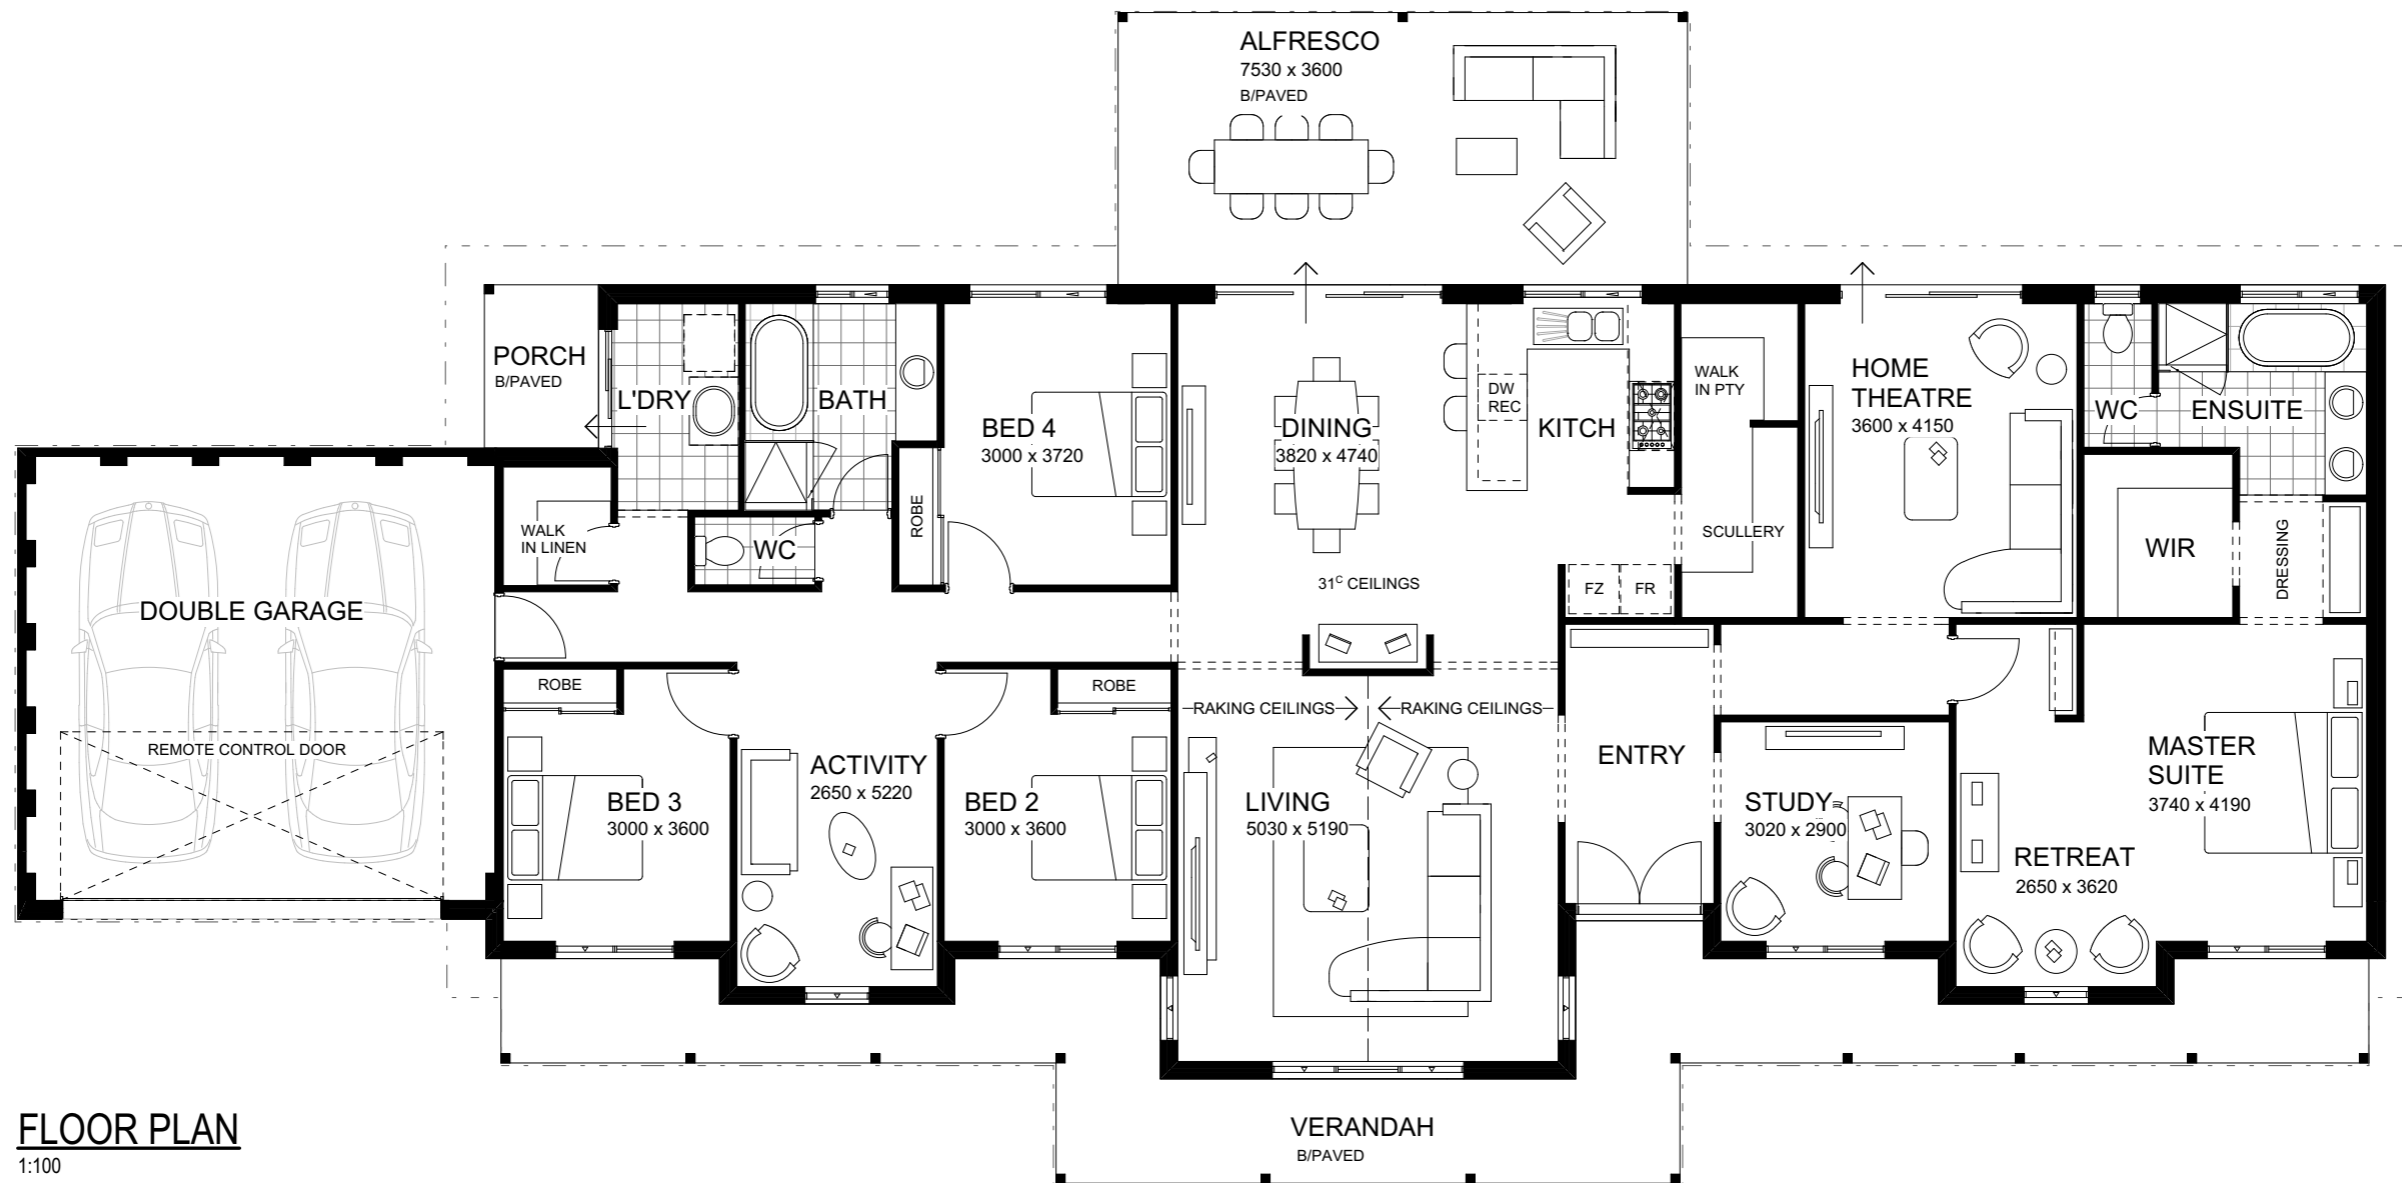 ALFRESCO
7530 x 3600
B/PAVED
PORCH
B/PAVED
L'DRY
BATH
BED 4
3000 x 3720
ROBE
DINING
3820 x 4740
DW
REC
KITCH
WALK
IN PTY
SCULLERY
HOME
THEATRE
3600 x 4150
WC
ENSUITE
WALK
IN LINEN
WC
31C CEILINGS
FZ
FR
WIR
DRESSING
DOUBLE GARAGE
REMOTE CONTROL DOOR
ROBE
BED 3
3000 x 3600
ACTIVITY
2650 x 5220
ROBE
BED 2
3000 x 3600
RAKING CEILINGS
RAKING CEILINGS
LIVING
5030 x 5190
ENTRY
STUDY
3020 x 2900
MASTER
SUITE
3740 x 4190
RETREAT
2650 x 3620
VERANDAH
B/PAVED
FLOOR PLAN
1:100